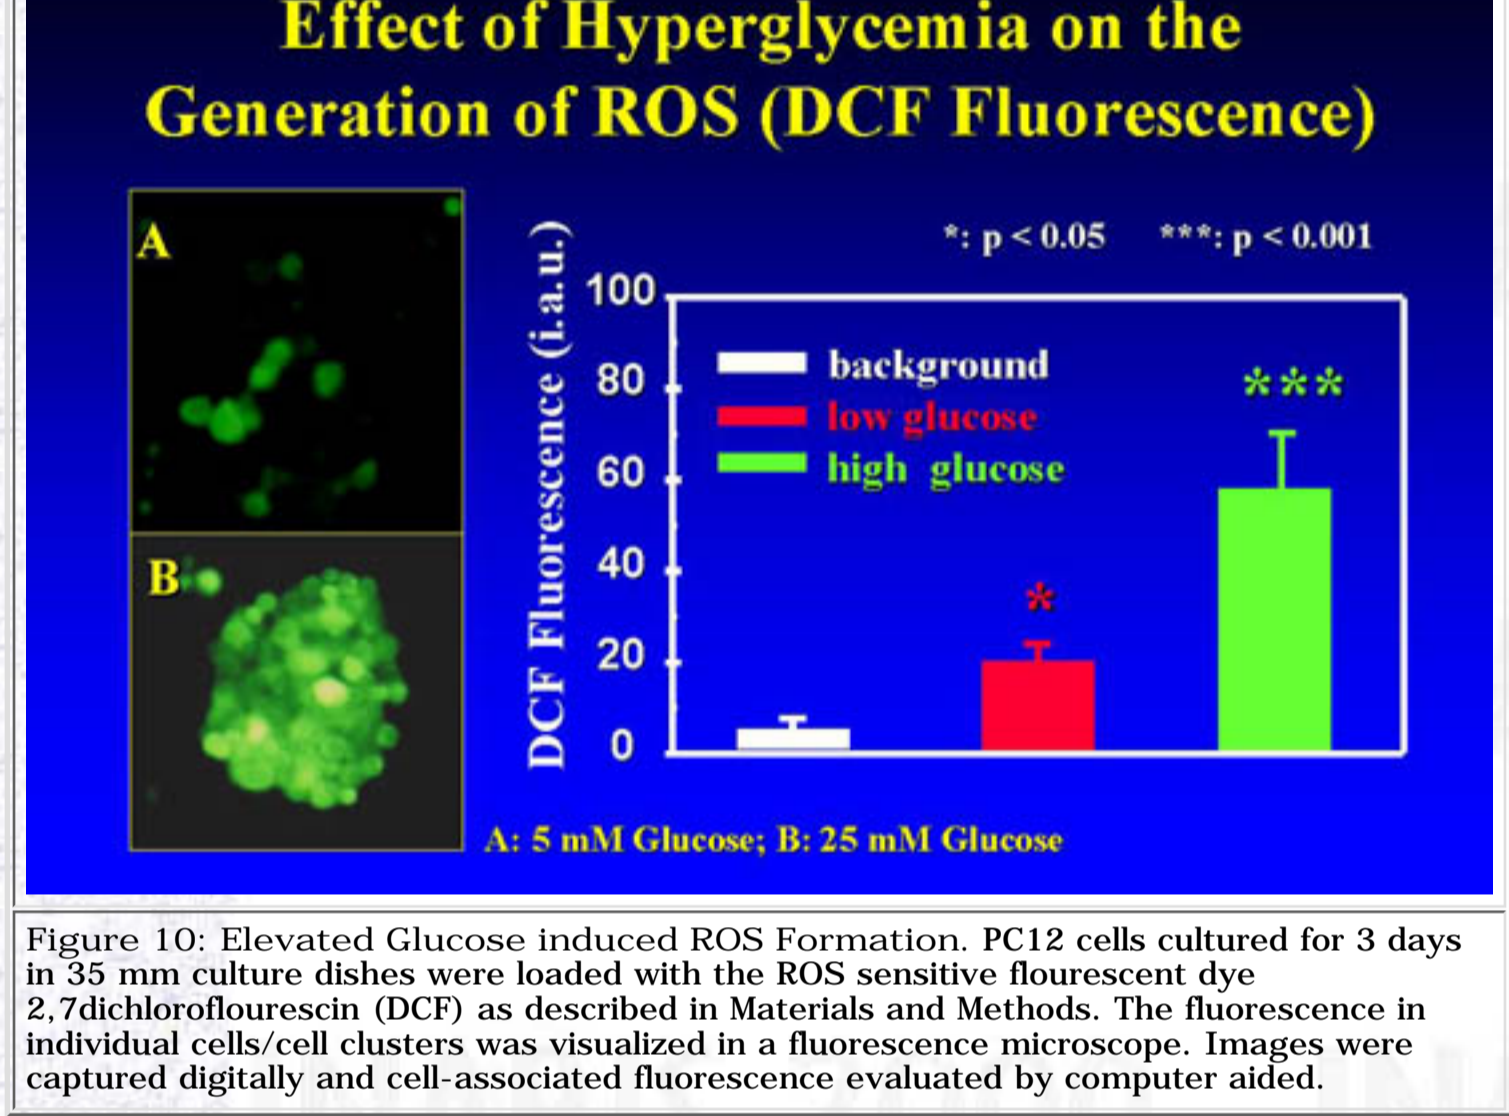 Effect of Hyperglycemia on the
Generation of ROS (DCF Fluorescence)
A
B
*: p < 0.05 ***: p < 0.001
DCF Fluorescence (i.a.u.)
100
80
60
40
20
0
background
low glucose
high glucose
*
***
A: 5 mM Glucose; B: 25 mM Glucose
Figure 10: Elevated Glucose induced ROS Formation. PC12 cells cultured for 3 days
in 35 mm culture dishes were loaded with the ROS sensitive flourescent dye
2,7dichloroflourescin (DCF) as described in Materials and Methods. The fluorescence in
individual cells/cell clusters was visualized in a fluorescence microscope. Images were
captured digitally and cell-associated fluorescence evaluated by computer aided.